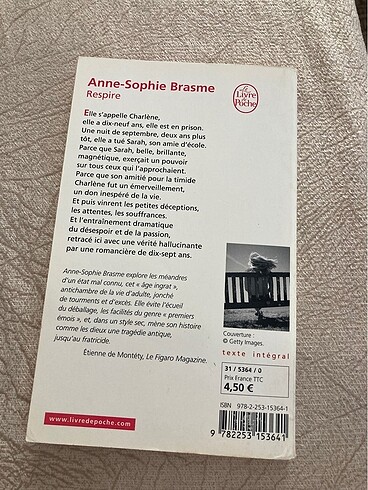 Anne-Sophie Brasme
Respire
Le
Livre
de
Poche
Elle s'appelle Charlène,
elle a dix-neuf ans, elle est en prison.
Une nuit de septembre, deux ans plus
tôt, elle a tué Sarah, son amie d'école.
Parce que Sarah, belle, brillante,
magnétique, exerçait un pouvoir
sur tous ceux qui l'approchaient.
Parce que son amitié pour la timide
Charlène fut un émerveillement,
un don inespéré de la vie.
Et puis vinrent les petites déceptions,
les attentes, les souffrances.
Et l'entraînement dramatique
du désespoir et de la passion,
retracé ici avec une vérité hallucinante
par une romancière de dix-sept ans.
Anne-Sophie Brasme explore les méandres
d'un état mal connu, cet « âge ingrat »,
antichambre de la vie d'adulte, jonché
de tourments et d'excès. Elle évite l'écueil
du déballage, les facilités du genre « premiers
émois », et, dans un style sec, mène son histoire
comme les dieux une tragédie antique,
jusqu'au fratricide.
Étienne de Montéty, Le Figaro Magazine.
Couverture :
© Getty Images.
texte intégral
31 / 5364 / 0
Prix France TTC
4,50 €
ISBN 978-2-253-15364-1
9 782253 153641
www.livredepoche.com